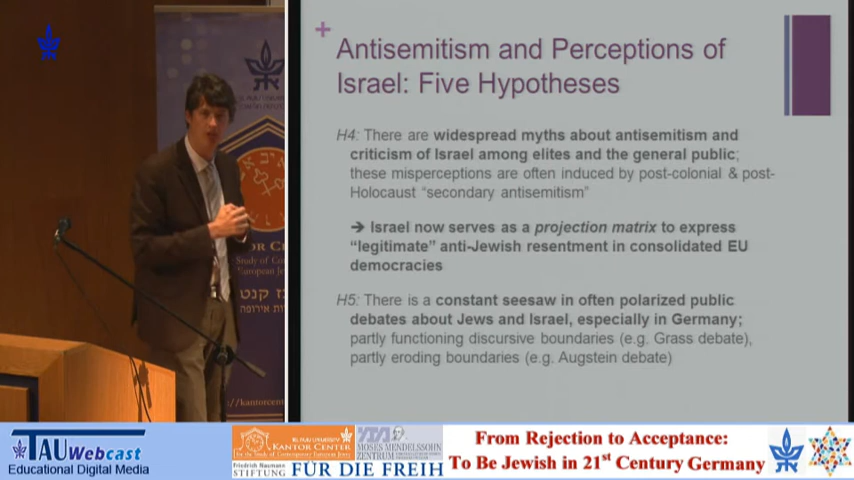 +
Antisemitism and Perceptions of
Israel: Five Hypotheses
H4: There are widespread myths about antisemitism and
criticism of Israel among elites and the general public;
these misperceptions are often induced by post-colonial & post-
Holocaust “secondary antisemitism”
➔ Israel now serves as a projection matrix to express
“legitimate” anti-Jewish resentment in consolidated EU
democracies
H5: There is a constant seesaw in often polarized public
debates about Jews and Israel, especially in Germany;
partly functioning discursive boundaries (e.g. Grass debate),
partly eroding boundaries (e.g. Augstein debate)
TAU Webcast
Educational Digital Media
KANTOR CENTER
MOSES MENDELSSOHN
ZENTRUM
Friedrich Naumann
STIFTUNG FÜR DIE FREIH
From Rejection to Acceptance:
To Be Jewish in 21st Century Germany